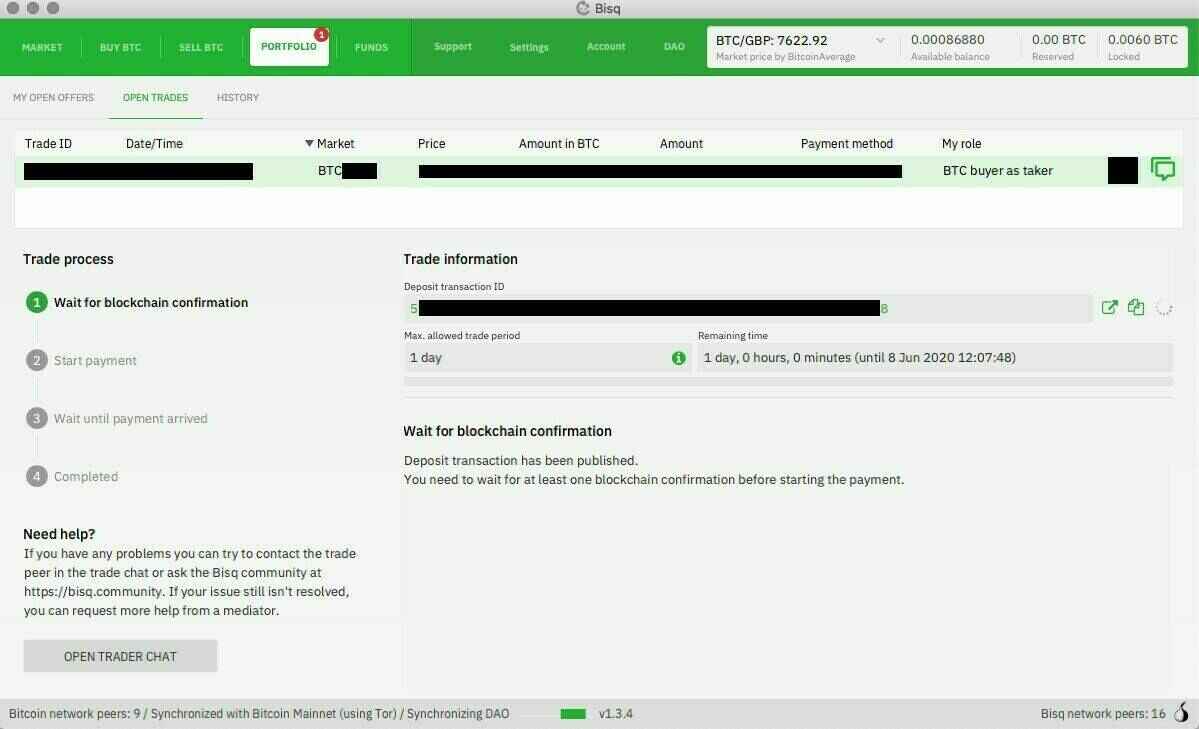 Bisq
MARKET BUY BTC SELL BTC PORTFOLIO 1 FUNDS Support Settings Account DAO
BTC/GBP: 7622.92 0.00086880 0.00 BTC 0.0060 BTC
Market price by BitcoinAverage Available balance Reserved Locked
MY OPEN OFFERS OPEN TRADES HISTORY
Trade ID Date/Time Market Price Amount in BTC Amount Payment method My role
BTC BTC buyer as taker
Trade process
1 Wait for blockchain confirmation
2 Start payment
3 Wait until payment arrived
4 Completed
Need help?
If you have any problems you can try to contact the trade
peer in the trade chat or ask the Bisq community at
https://bisq.community. If your issue still isn't resolved,
you can request more help from a mediator.
OPEN TRADER CHAT
Trade information
Deposit transaction ID
5 8
Max. allowed trade period Remaining time
1 day 1 day, 0 hours, 0 minutes (until 8 Jun 2020 12:07:48)
Wait for blockchain confirmation
Deposit transaction has been published.
You need to wait for at least one blockchain confirmation before starting the payment.
Bitcoin network peers: 9 / Synchronized with Bitcoin Mainnet (using Tor) / Synchronizing DAO v1.3.4 Bisq network peers: 16